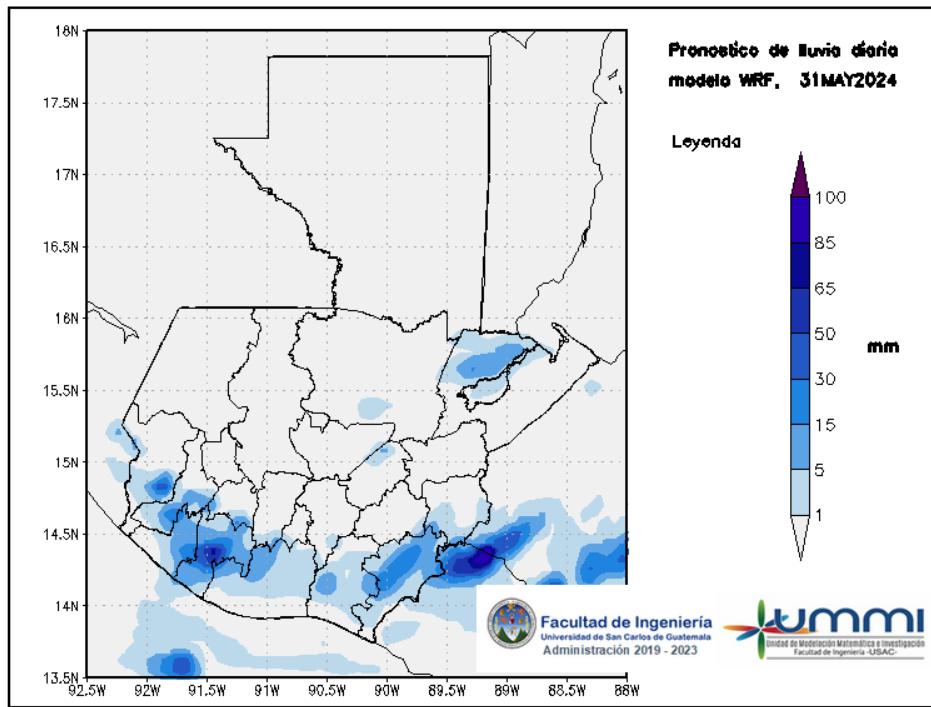 18N
17.5N
17N
16.5N
16N
15.5N
15N
14.5N
14N
13.5N
92.5W
92W
91.5W
91W
90.5W
90W
89.5W
89W
88.5W
88W
Pronostico de lluvia diaria
modelo WRF, 31MAY2024
Leyenda
100
85
65
50
30
15
5
1
mm
Facultad de Ingeniería
Universidad de San Carlos de Guatemala
Administración 2019 - 2023
UMMI
Unidad de Modelación Matemática e Investigación
Facultad de Ingeniería -USAC-